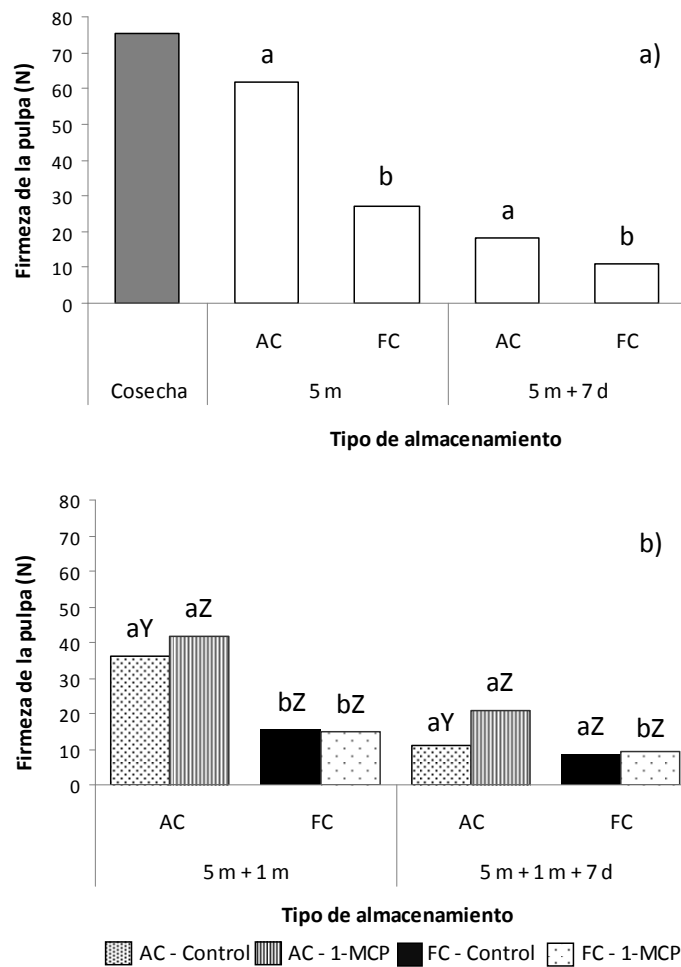 80
70
60
50
40
30
20
10
0
Firmeza de la pulpa (N)
a
b
a
b
a)
AC FC AC FC
Cosecha 5 m 5 m + 7 d
Tipo de almacenamiento
80
70
60
50
40
30
20
10
0
Firmeza de la pulpa (N)
b)
aY aZ
bZ bZ
aY aZ
aZ bZ
AC FC AC FC
5 m + 1 m 5 m + 1 m + 7 d
Tipo de almacenamiento
AC - Control AC - 1-MCP FC - Control FC - 1-MCP